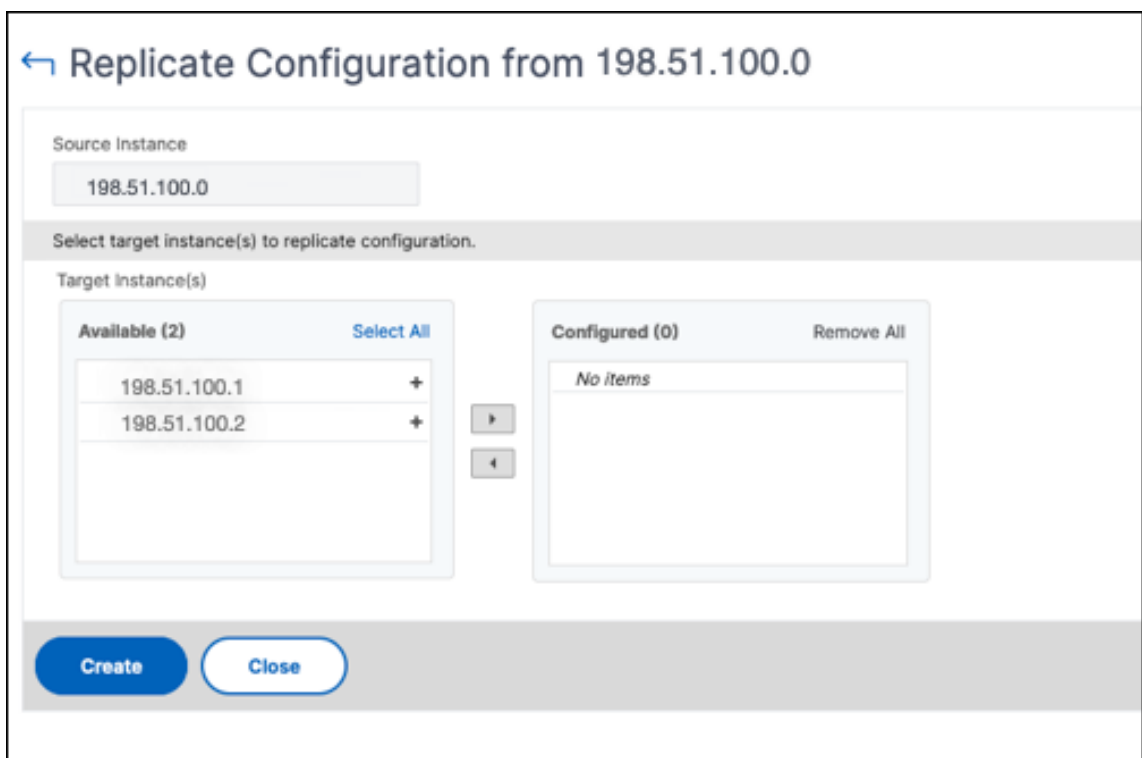 Replicate Configuration from 198.51.100.0
Source Instance
198.51.100.0
Select target instance(s) to replicate configuration.
Target Instance(s)
Available (2) Select All
198.51.100.1 +
198.51.100.2 +
Configured (0) Remove All
No items
Create Close